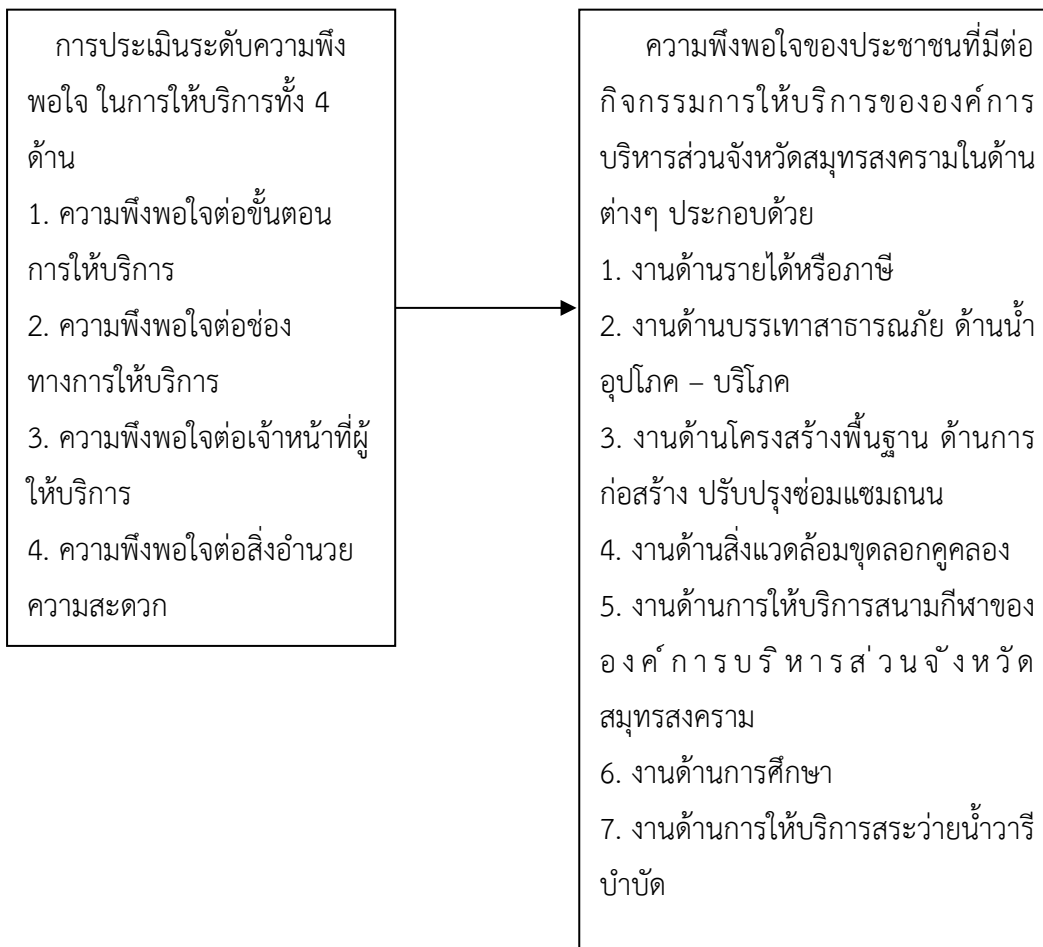 การประเมินระดับความพึง
พอใจ ในการให้บริการทั้ง 4
ด้าน
1. ความพึงพอใจต่อขั้นตอน
การให้บริการ
2. ความพึงพอใจต่อช่อง
ทางการให้บริการ
3. ความพึงพอใจต่อเจ้าหน้าที่ผู้
ให้บริการ
4. ความพึงพอใจต่อสิ่งอำนวย
ความสะดวก
ความพึงพอใจของประชาชนที่มีต่อ
กิจกรรมการให้บริการขององค์การ
บริหารส่วนจังหวัดสมุทรสงครามในด้าน
ต่างๆ ประกอบด้วย
1. งานด้านรายได้หรือภาษี
2. งานด้านบรรเทาสาธารณภัย ด้านน้ำ
อุปโภค – บริโภค
3. งานด้านโครงสร้างพื้นฐาน ด้านการ
ก่อสร้าง ปรับปรุงซ่อมแซมถนน
4. งานด้านสิ่งแวดล้อมขุดลอกคูคลอง
5. งานด้านการให้บริการสนามกีฬาของ
องค์การบริหารส่วนจังหวัด
สมุทรสงคราม
6. งานด้านการศึกษา
7. งานด้านการให้บริการสระว่ายน้ำวารี
บำบัด